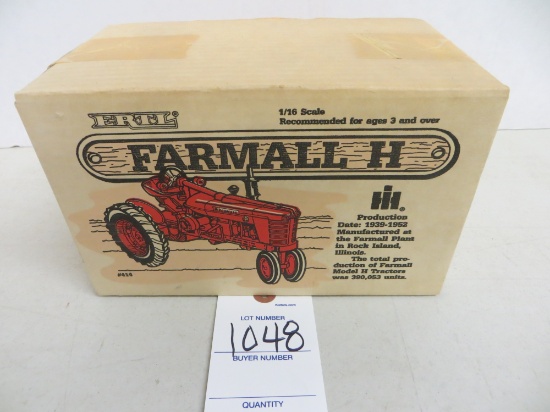 ERTL
1/16 Scale
Recommended for ages 3 and over
FARMALL H
IH
Production
Date: 1939-1952
Manufactured at
the Farmall Plant
in Rock Island,
Illinois.
The total pro-
duction of Farmall
Model H Tractors
was 390,053 units.
#414
LOT NUMBER
1048
BUYER NUMBER
QUANTITY